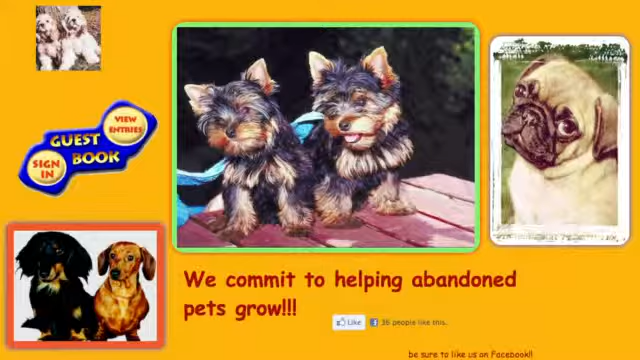 VIEW
ENTRIES
GUEST
BOOK
SIGN
IN
We commit to helping abandoned
pets grow!!!
Like
36 people like this.
be sure to like us on Facebook!!